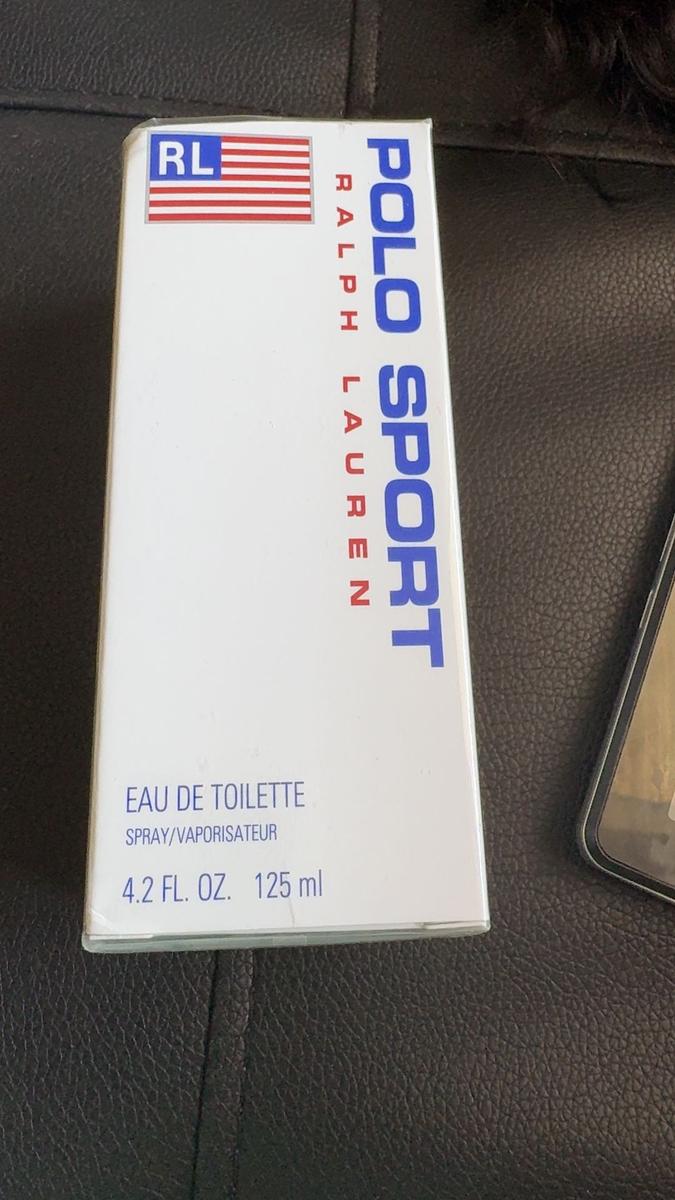 RL
POLO SPORT
RALPH LAUREN
EAU DE TOILETTE
SPRAY/VAPORISATEUR
4.2 FL. OZ. 125 ml